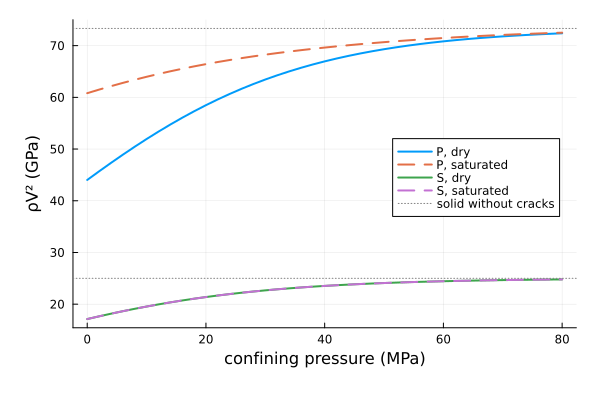 70
60
50
40
30
20
ρV² (GPa)
P, dry
P, saturated
S, dry
S, saturated
solid without cracks
0
20
40
60
80
confining pressure (MPa)